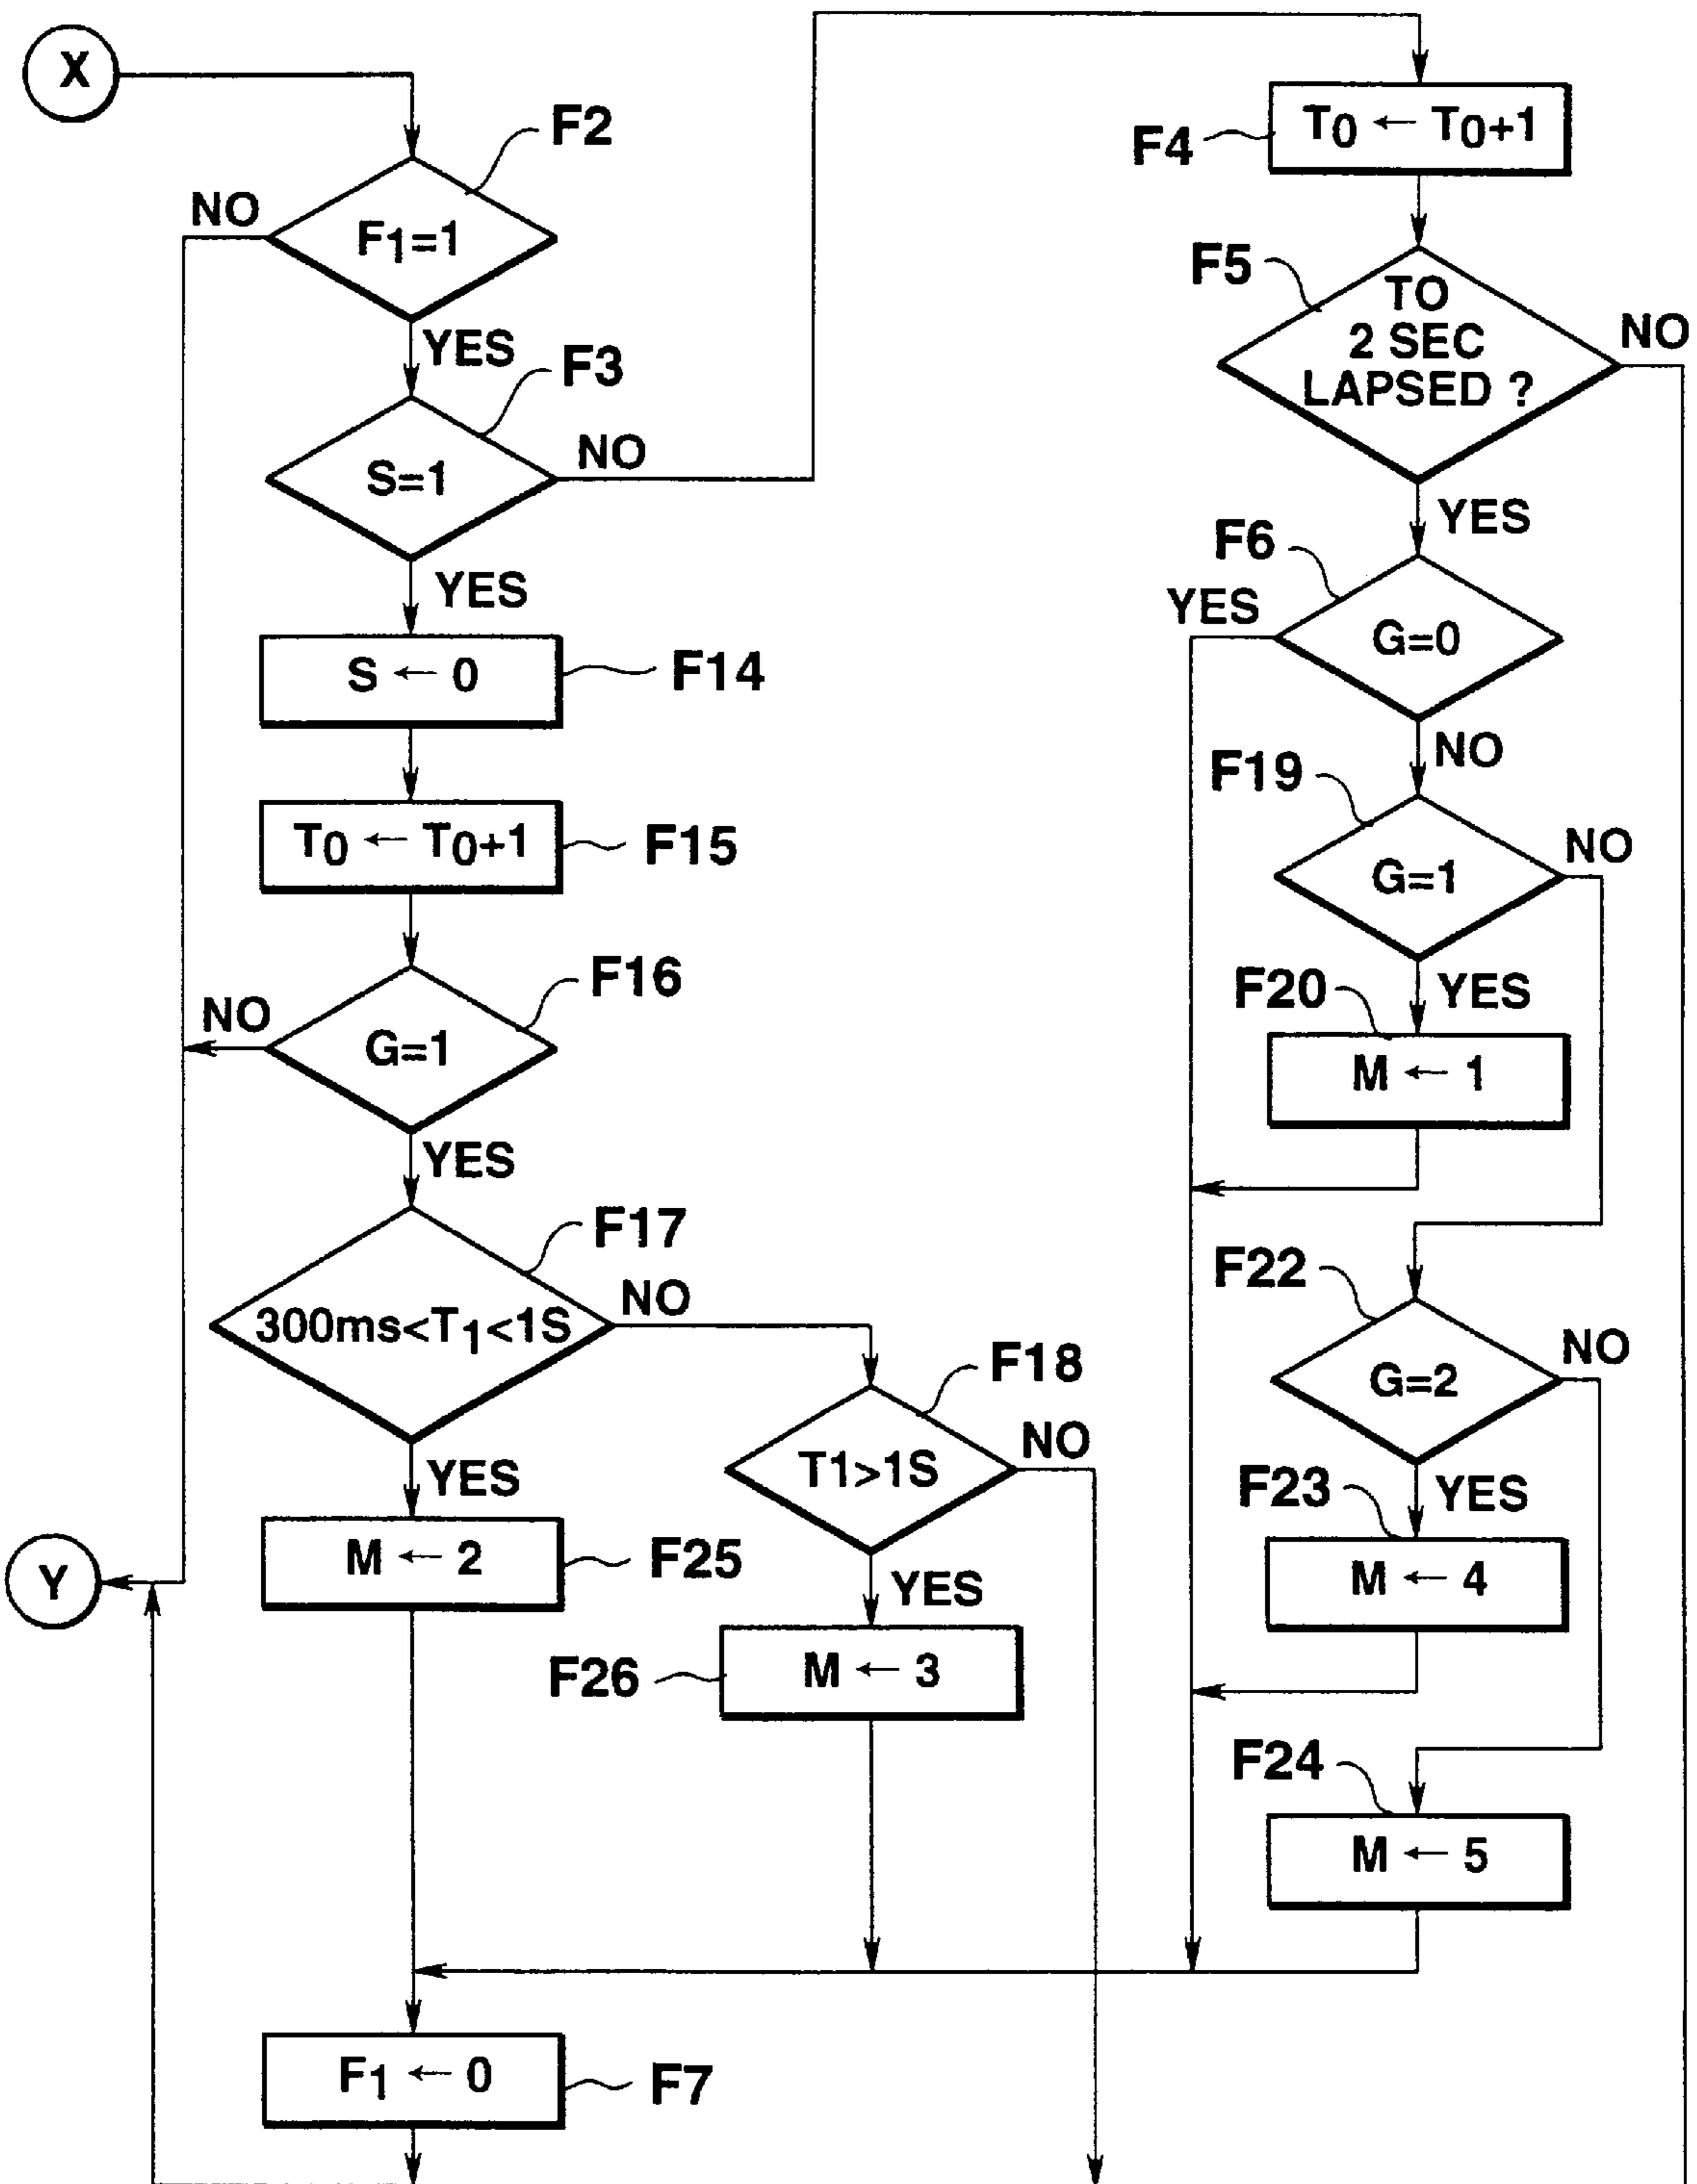 X
F2
F1=1
NO
YES
F3
S=1
NO
YES
S ← 0
F14
T0 ← T0+1
F15
F16
G=1
NO
YES
F17
300ms<T1<1S
NO
YES
F18
T1>1S
NO
YES
M ← 2
F25
M ← 3
F26
Y
F1 ← 0
F7
T0 ← T0+1
F4
F5
TO
2 SEC
LAPSED ?
NO
YES
F6
G=0
YES
NO
F19
G=1
NO
YES
F20
M ← 1
F22
G=2
NO
YES
F23
M ← 4
F24
M ← 5